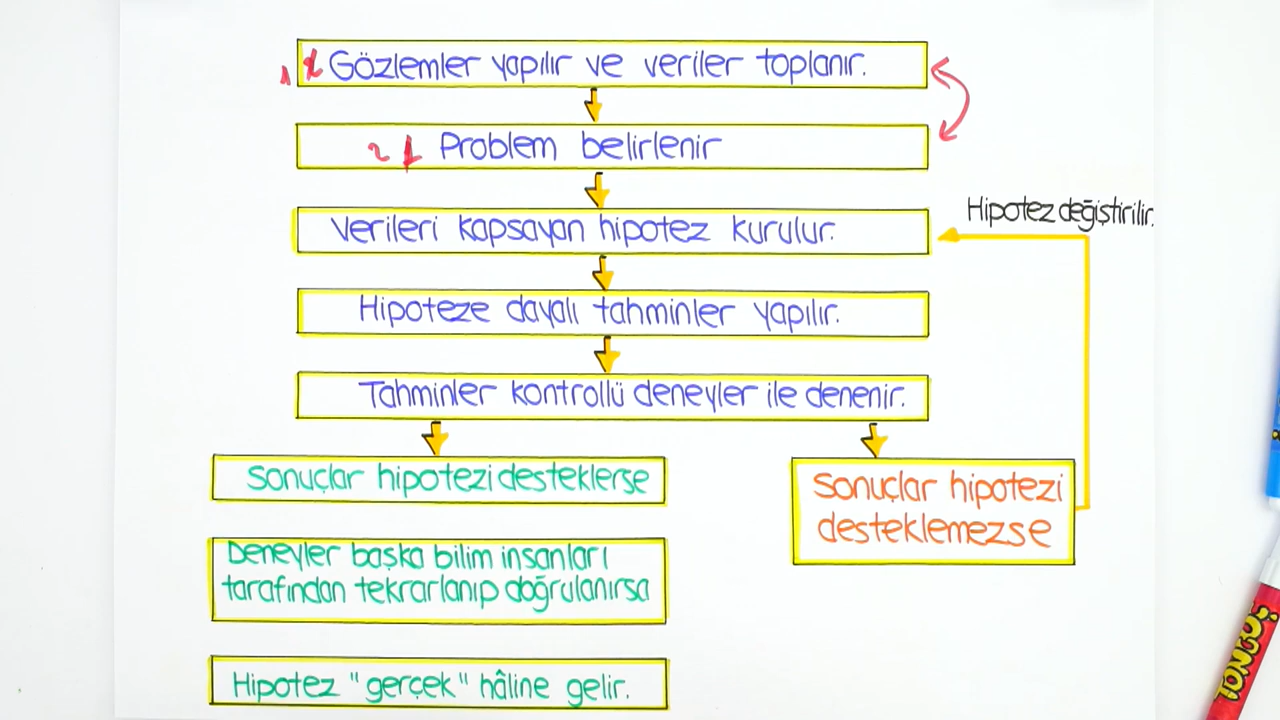 1 Gözlemler yapılır ve veriler toplanır.
2 1 Problem belirlenir
Verileri kapsayan hipotez kurulur.
Hipotez değiştirilir.
Hipoteze dayalı tahminler yapılır.
Tahminler kontrollü deneyler ile denenir.
Sonuçlar hipotezi desteklerse
Sonuçlar hipotezi
desteklemezse
Deneyler başka bilim insanları
tarafından tekrarlanıp doğrulanırsa
Hipotez "gerçek" hâline gelir.